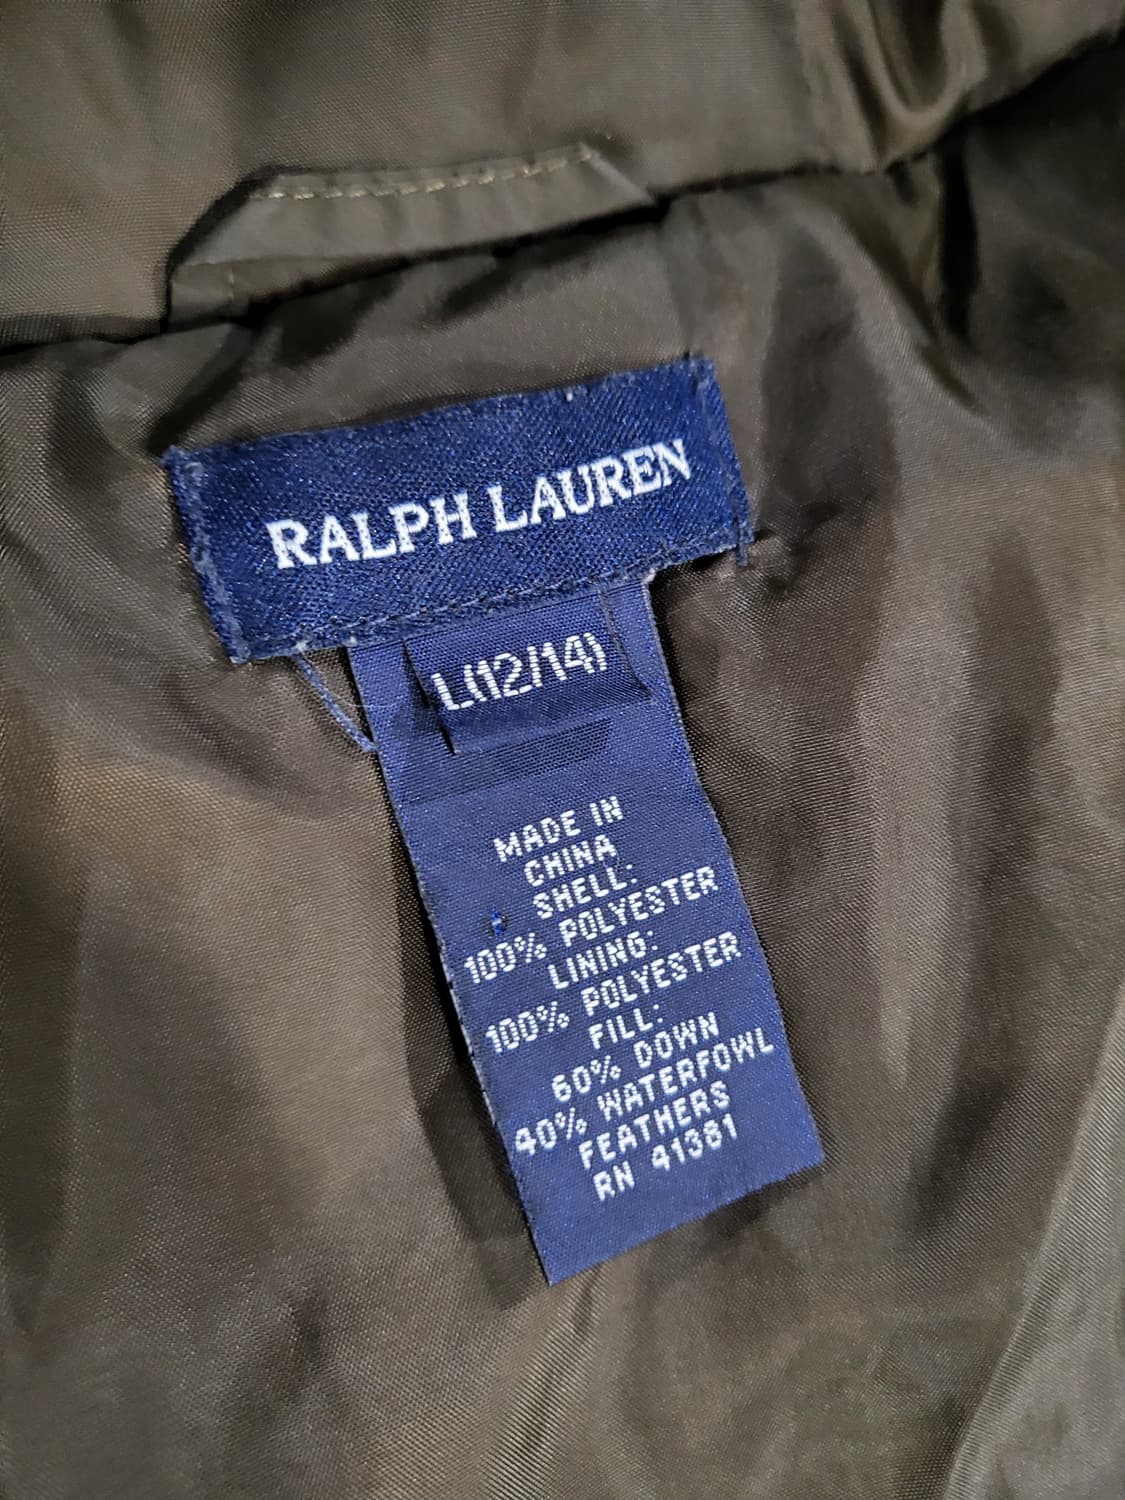 RALPH LAUREN
L(12/14)
MADE IN
CHINA
SHELL:
100% POLYESTER
LINING:
100% POLYESTER
FILL:
60% DOWN
40% WATERFOWL
FEATHERS
RN 41381